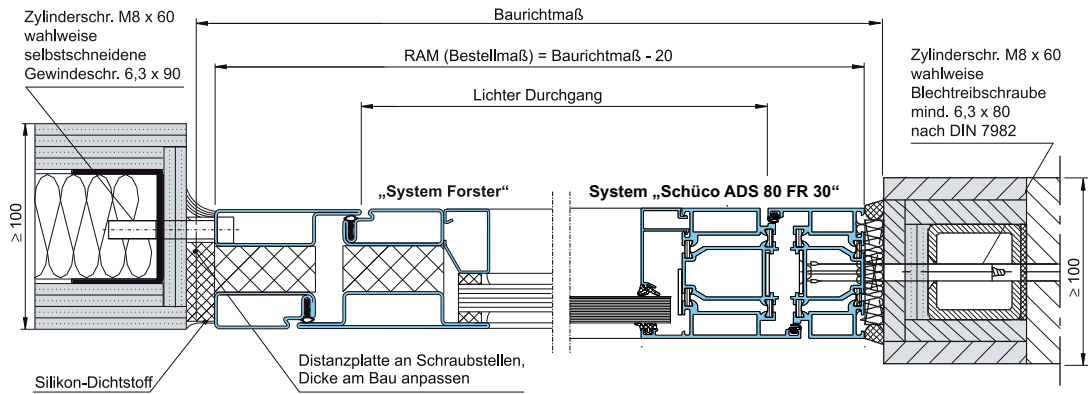 Zylinderschr. M8 x 60
wahlweise
selbstschneidene
Gewindeschr. 6,3 x 90
Baurichtmaß
RAM (Bestellmaß) = Baurichtmaß - 20
Lichter Durchgang
Zylinderschr. M8 x 60
wahlweise
Blechtreibschraube
mind. 6,3 x 80
nach DIN 7982
„System Forster“
System „Schüco ADS 80 FR 30“
≥100
≥ 100
Silikon-Dichtstoff
Distanzplatte an Schraubstellen,
Dicke am Bau anpassen